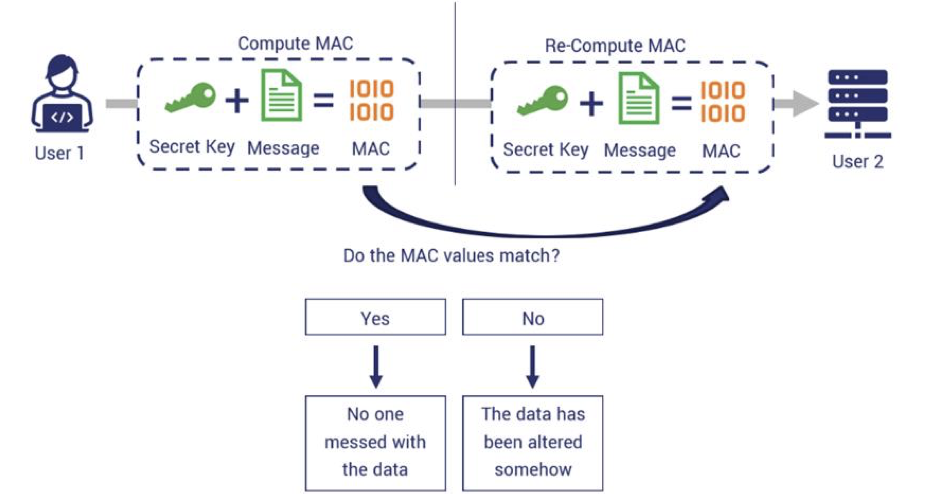 Compute MAC
Re-Compute MAC
1010
1010
1010
1010
</>
Secret Key
Message
MAC
Secret Key
Message
MAC
User 1
User 2
Do the MAC values match?
Yes
No
No one
messed with
the data
The data has
been altered
somehow